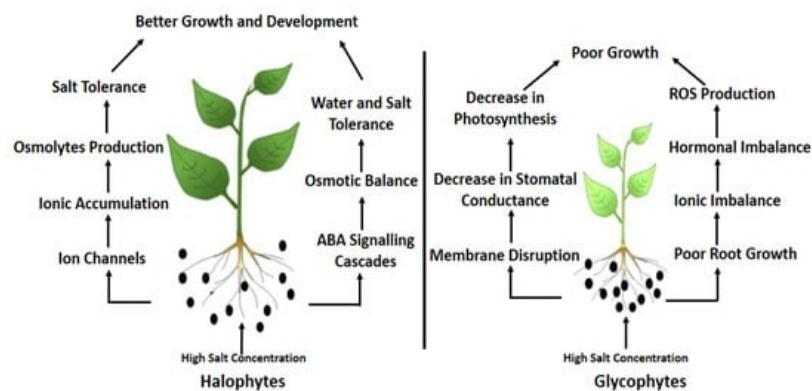 Better Growth and Development
Salt Tolerance
Osmolytes Production
Ionic Accumulation
Ion Channels
Water and Salt
Tolerance
Osmotic Balance
ABA Signalling
Cascades
High Salt Concentration
Halophytes
Poor Growth
Decrease in
Photosynthesis
Decrease in Stomatal
Conductance
Membrane Disruption
ROS Production
Hormonal Imbalance
Ionic Imbalance
Poor Root Growth
High Salt Concentration
Glycophytes